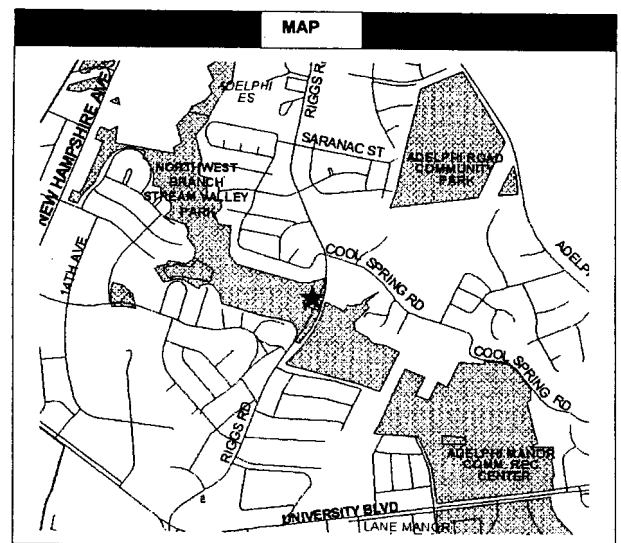 MAP
ADELPHI
ES
RIGGS R
NEW HAMPSHIRE AVE
SARANAC ST
ADELPHI ROAD
COMMUNITY
PARK
NORTHWEST
BRANCH
STREAM VALLEY
PARK
14TH AVE
COOL SPRING RD
ADELP
COOL SPRING RD
RIGGS RD
ADELPHI MANOR
COMM. REC
CENTER
UNIVERSITY BLVD
LANE MANOR